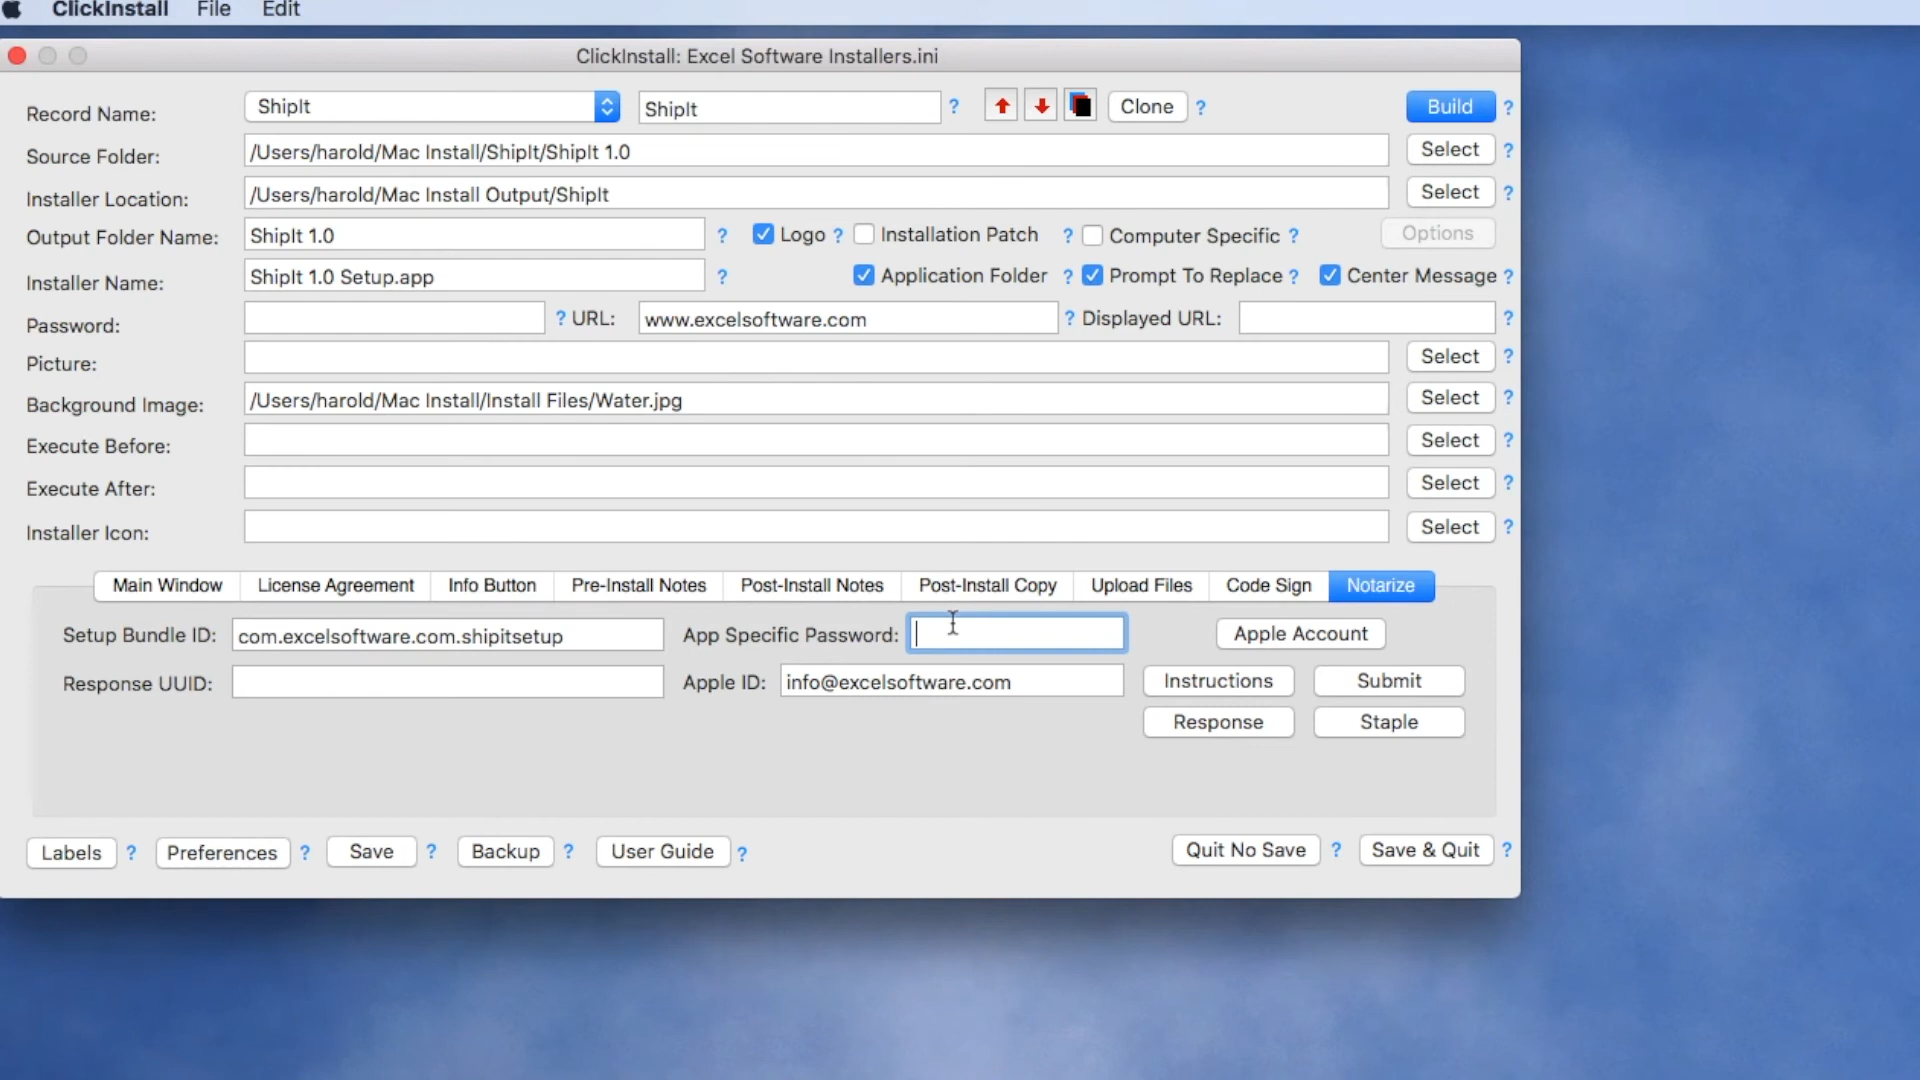 ClickInstall File Edit
ClickInstall: Excel Software Installers.ini
Record Name: ShipIt ShipIt ? Clone ? Build ?
Source Folder: /Users/harold/Mac Install/ShipIt/ShipIt 1.0 Select ?
Installer Location: /Users/harold/Mac Install Output/ShipIt Select ?
Output Folder Name: ShipIt 1.0 ? Logo ? Installation Patch ? Computer Specific ? Options
Installer Name: ShipIt 1.0 Setup.app ? Application Folder ? Prompt To Replace ? Center Message ?
Password: ? URL: www.excelsoftware.com ? Displayed URL: ?
Picture: Select ?
Background Image: /Users/harold/Mac Install/Install Files/Water.jpg Select ?
Execute Before: Select ?
Execute After: Select ?
Installer Icon: Select ?
Main Window License Agreement Info Button Pre-Install Notes Post-Install Notes Post-Install Copy Upload Files Code Sign Notarize
Setup Bundle ID: com.excelsoftware.com.shipitsetup App Specific Password: Apple Account
Response UUID: Apple ID: info@excelsoftware.com Instructions Submit
Response Staple
Labels ? Preferences ? Save ? Backup ? User Guide ? Quit No Save ? Save & Quit ?